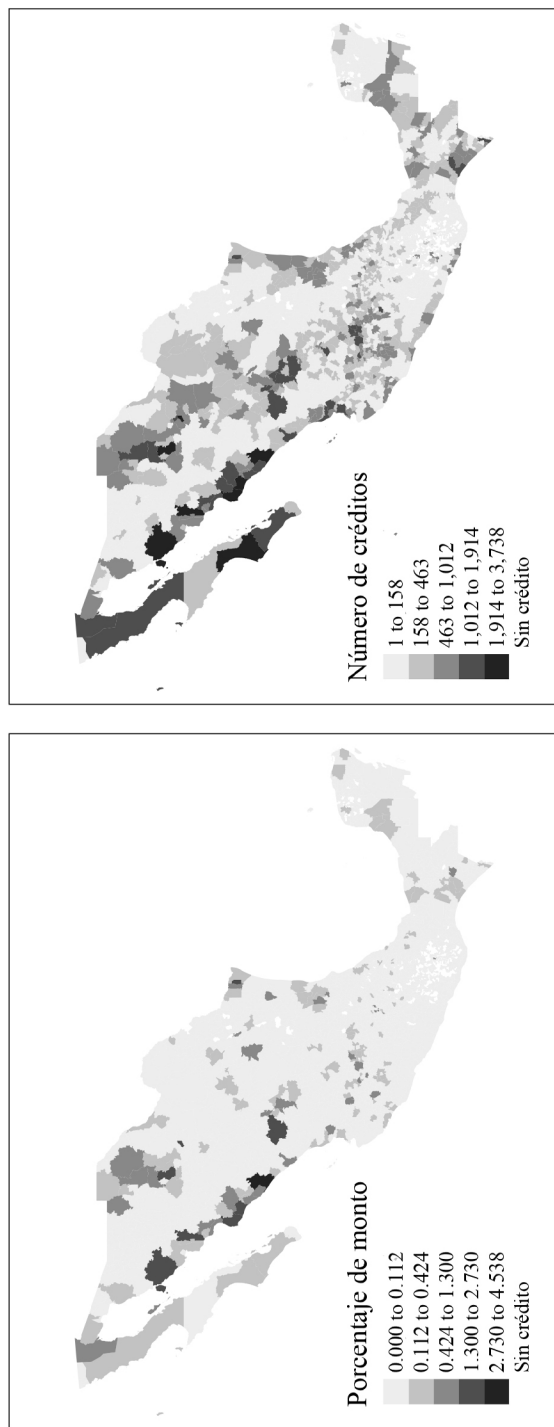 Porcentaje de monto
0.000 to 0.112
0.112 to 0.424
0.424 to 1.300
1.300 to 2.730
2.730 to 4.538
Sin crédito
Número de créditos
1 to 158
158 to 463
463 to 1,012
1,012 to 1,914
1,914 to 3,738
Sin crédito